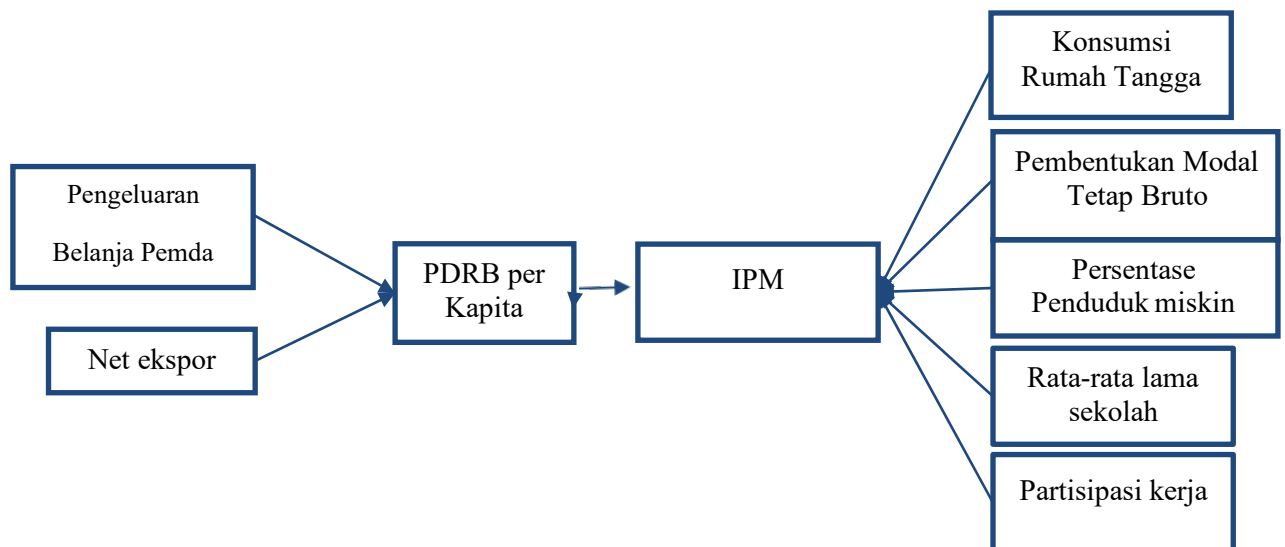 Pengeluaran
Belanja Pemda
Net ekspor
PDRB per
Kapita
IPM
Konsumsi
Rumah Tangga
Pembentukan Modal
Tetap Bruto
Persentase
Penduduk miskin
Rata-rata lama
sekolah
Partisipasi kerja